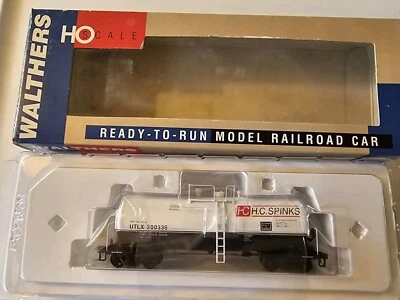 WALTHERS
HO
SCALE
READY-TO-RUN MODEL RAILROAD CAR
HC H.C. SPINKS
UTLX 300335